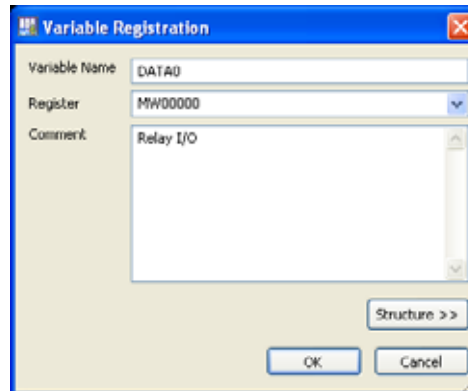 Variable Registration
Variable Name DATA0
Register MW00000
Comment Relay I/O
Structure >>
OK Cancel